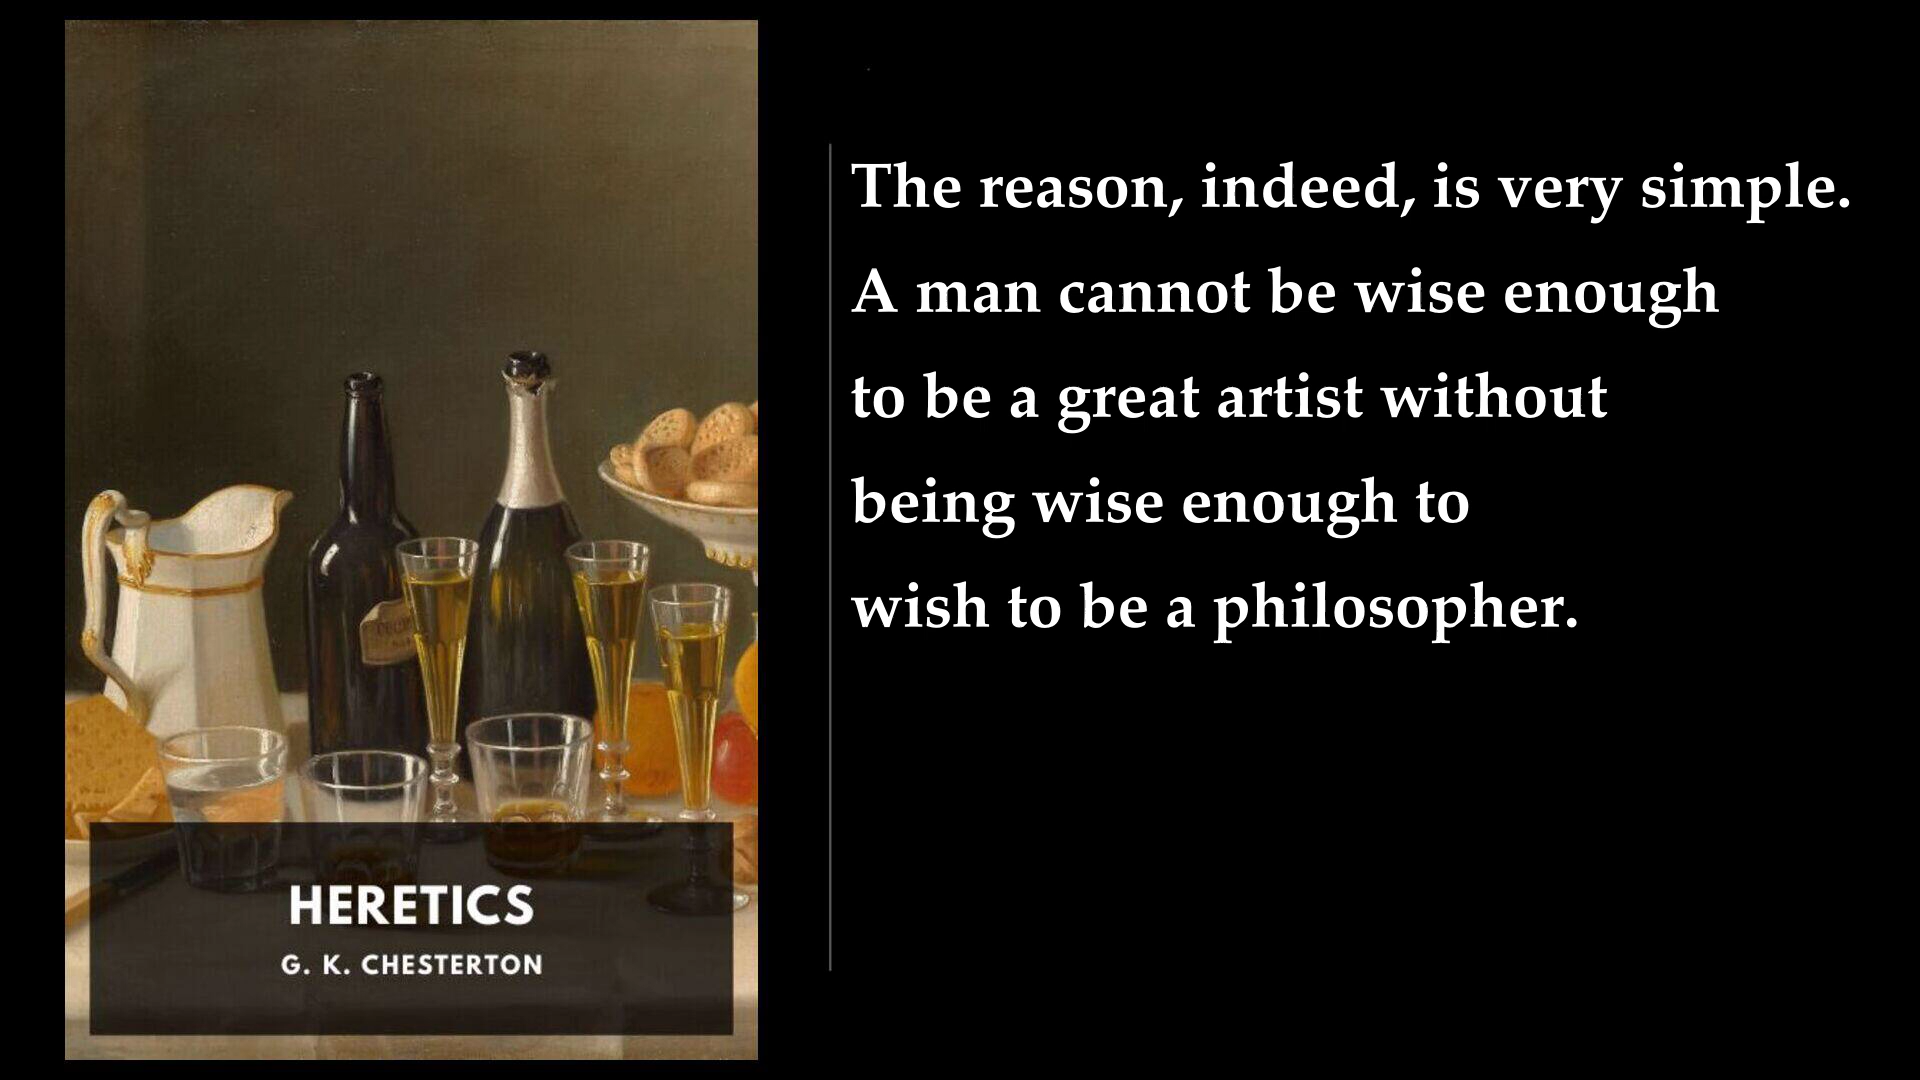 The reason, indeed, is very simple.
A man cannot be wise enough
to be a great artist without
being wise enough to
wish to be a philosopher.
HERETICS
G. K. CHESTERTON